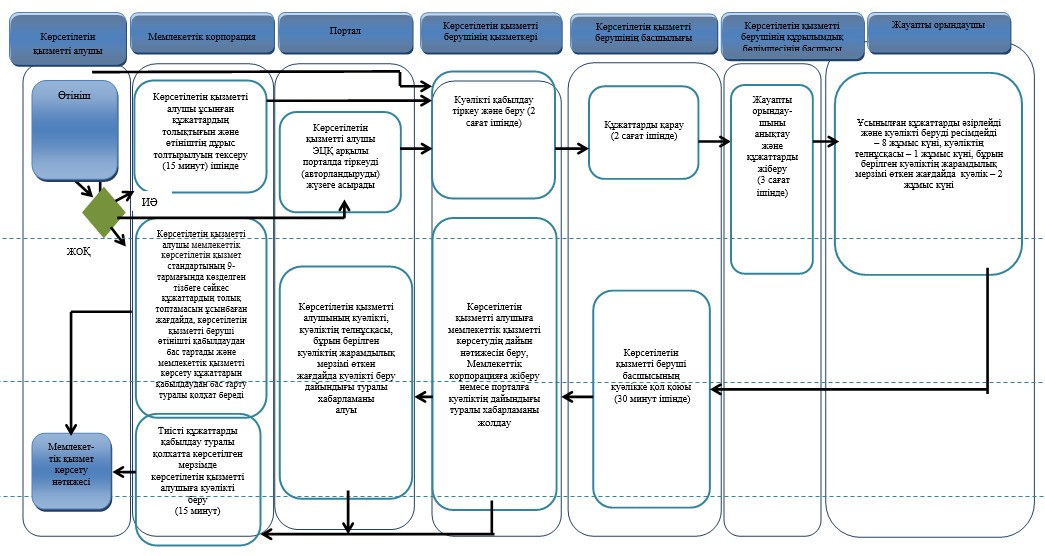 Көрсетілетін
қызметті алушы
Мемлекеттік корпорация
Портал
Көрсетілетін қызметті
берушінің қызметкері
Көрсетілетін қызметті
берушінің басшылығы
Көрсетілетін қызметті
берушінің құрылымдық
бөлімшесінің басшысы
Жауапты орындаушы
Өтініш
ИӘ
ЖОҚ
Көрсетілетін қызметті
алушы ұсынған
құжаттардың
толықтығын және
өтініштің дұрыс
толтырылуын тексеру
(15 минут) ішінде
Көрсетілетін
қызметті алушы
ЭЦҚ арқылы
порталда тіркеуді
(авторландыруды)
жүзеге асырады
Куәлікті қабылдау
тіркеу және беру (2
сағат ішінде)
Құжаттарды қарау
(2 сағат ішінде)
Жауапты
орындау-
шыны
анықтау
және
құжаттарды
жіберу
(3 сағат
ішінде)
Ұсынылған құжаттарды әзірлейді
және куәлікті беруді ресімдейді
– 8 жұмыс күні, куәліктің
телнұсқасы – 1 жұмыс күні, бұрын
берілген куәліктің жарамдылық
мерзімі өткен жағдайда куәлік – 2
жұмыс күні
Көрсетілетін қызметті
алушы мемлекеттік
көрсетілетін қызмет
стандартының 9-
тармағында көзделген
тізбеге сәйкес
құжаттардың толық
топтамасын ұсынбаған
жағдайда, көрсетілетін
қызметті беруші
өтінішті қабылдаудан
бас тартады және
мемлекеттік қызметті
көрсету құжаттарын
қабылдаудан бас тарту
туралы қолхат береді
Көрсетілетін қызметті
алушының куәлікті,
куәліктің телнұсқасы,
бұрын берілген
куәліктің жарамдылық
мерзімі өткен
жағдайда куәлікті беру
дайындығы туралы
хабарламаны
алуы
Көрсетілетін
қызметті алушыға
мемлекеттік қызметті
көрсетудің дайын
нәтижесін беру,
Мемлекеттік
корпорацияға жіберу
немесе порталға
куәліктің дайындығы
туралы хабарламаны
жолдау
Көрсетілетін
қызметті беруші
басшысының
куәлікке қол қоюы
(30 минут ішінде)
Мемлекет-
тік қызмет
көрсету
нәтижесі
Тиісті құжаттарды
қабылдау туралы
қолхатта көрсетілген
мерзімде
көрсетілетін қызметті
алушыға куәлікті
беру
(15 минут)